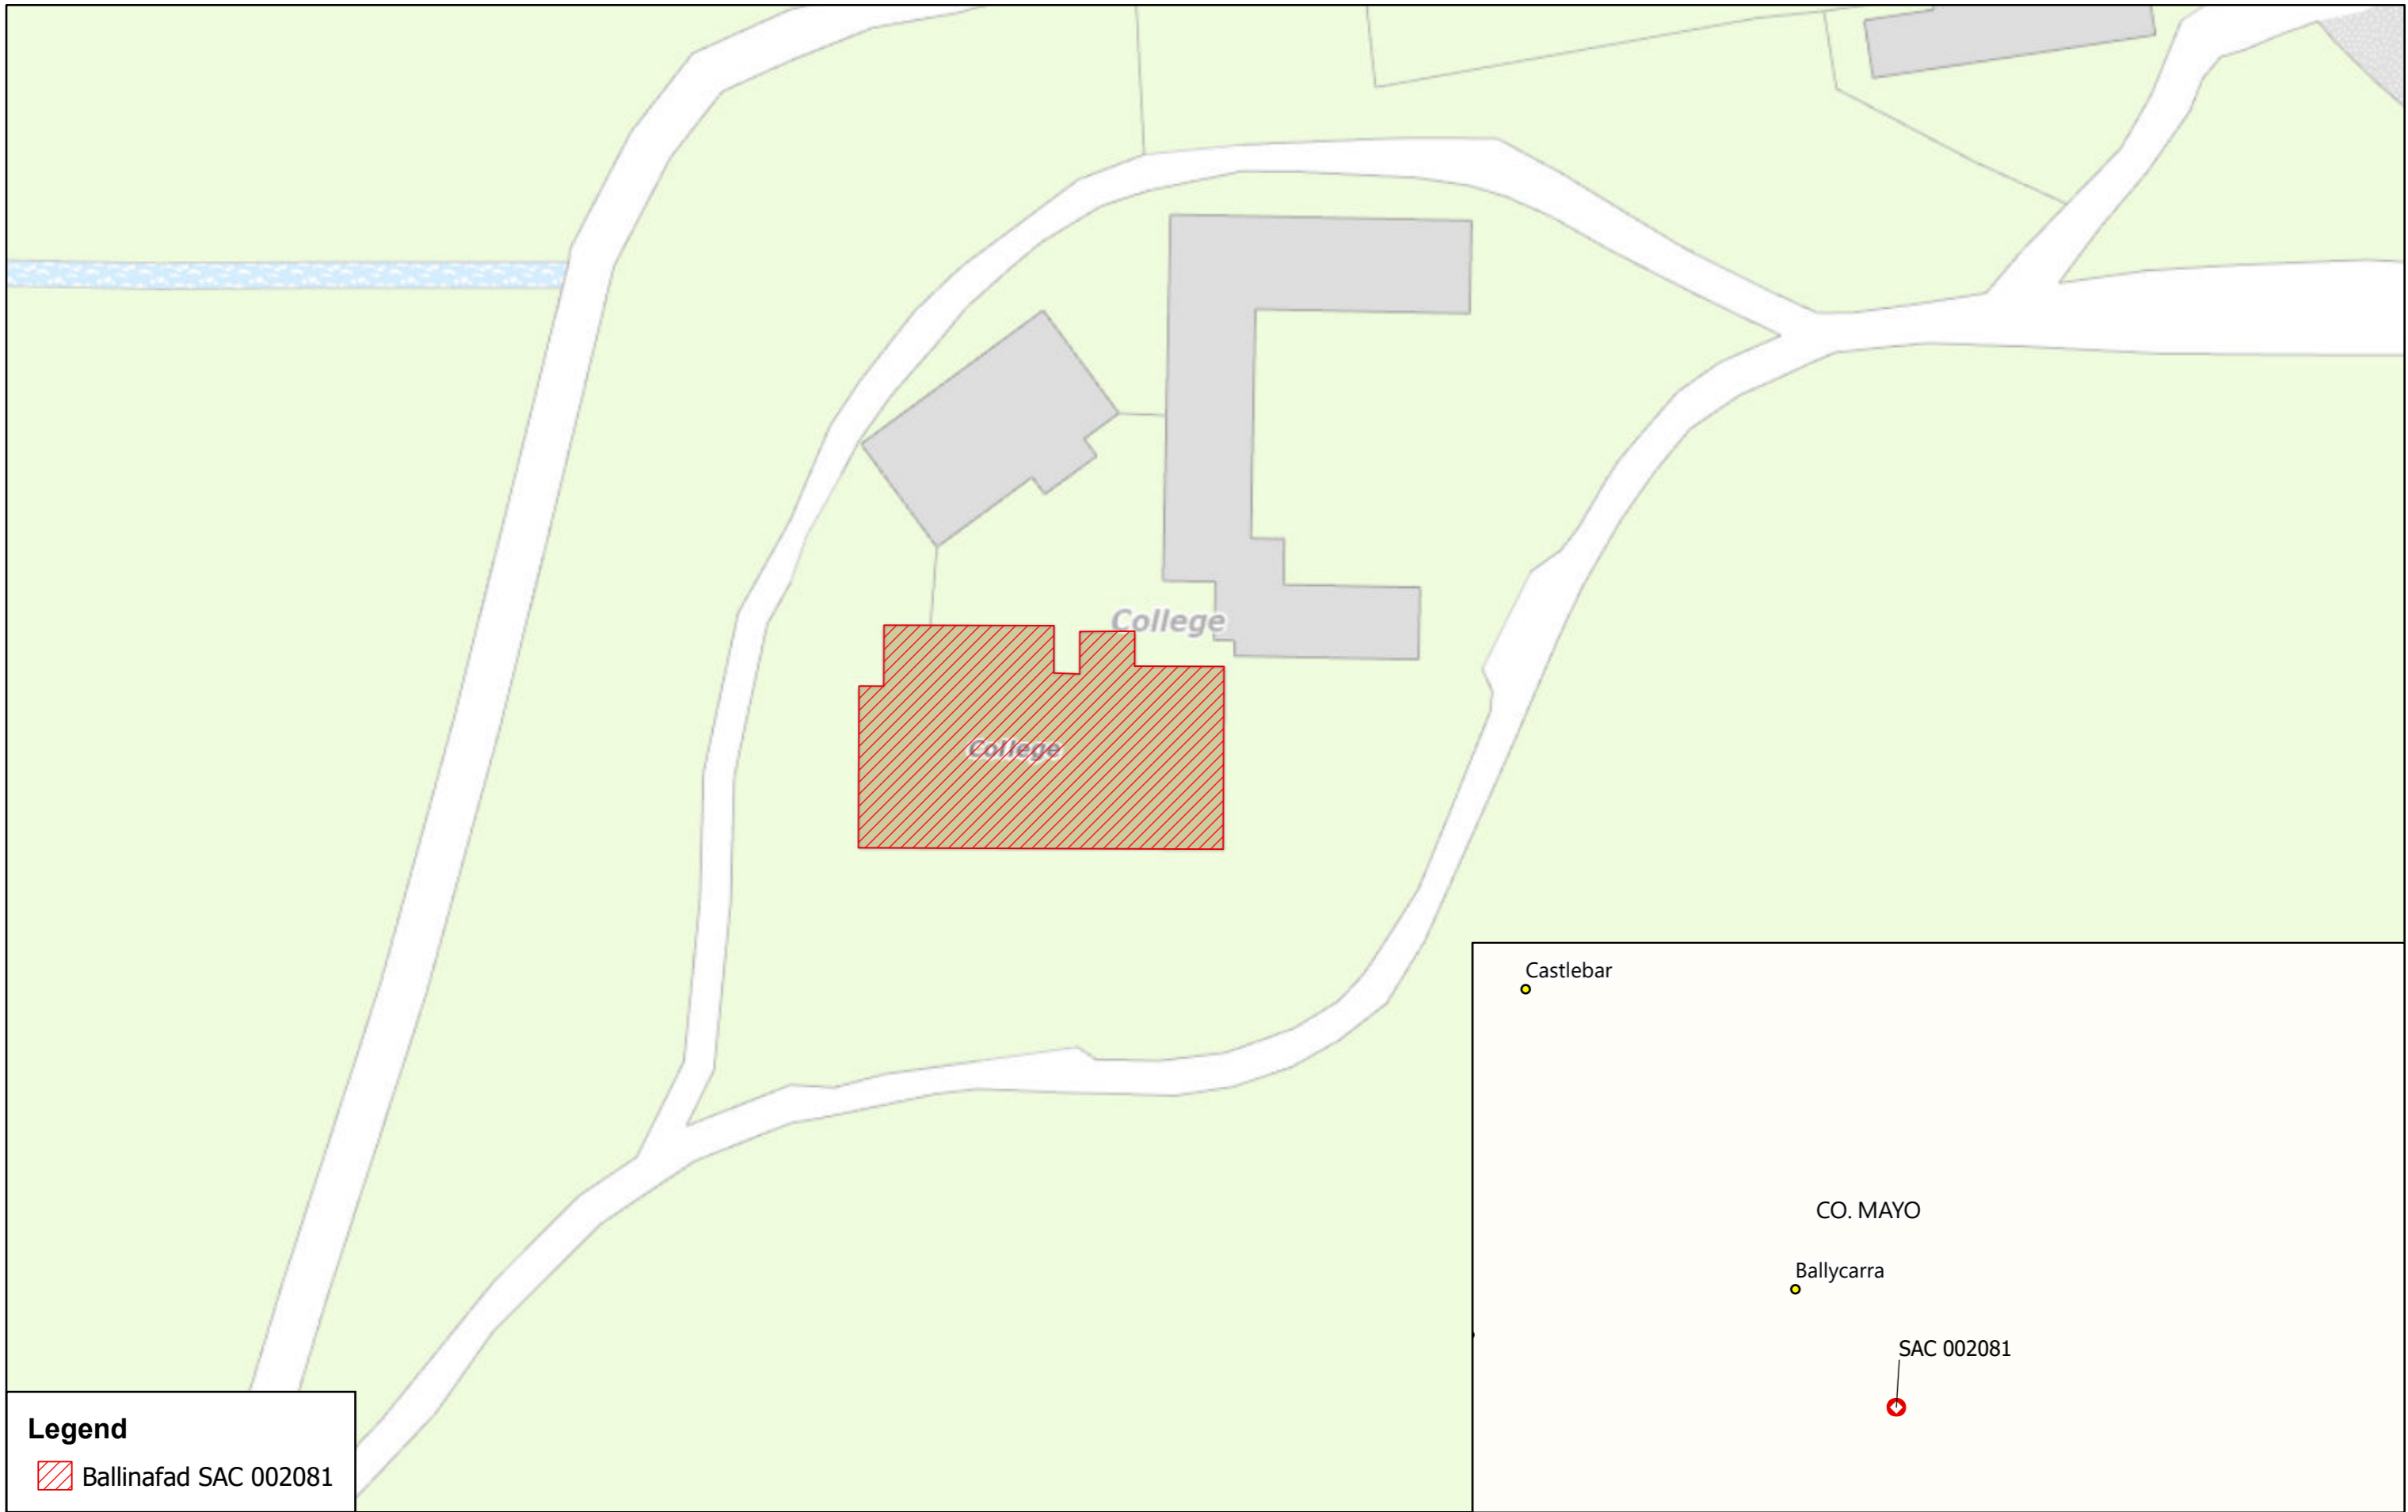 College
College
Castlebar
CO. MAYO
Ballycarra
SAC 002081
Legend
Ballinafad SAC 002081